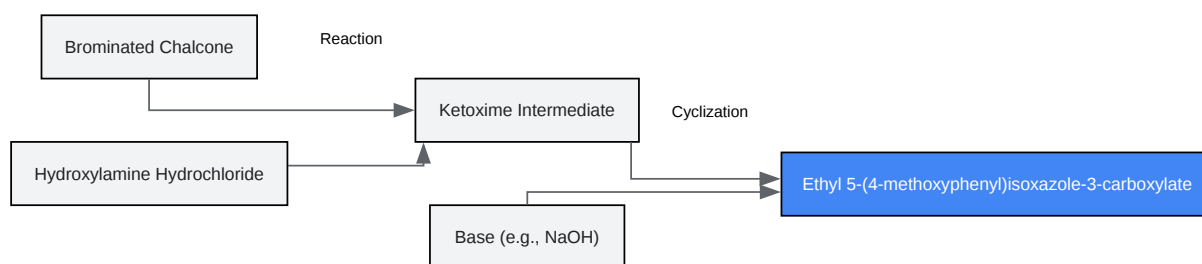 Brominated Chalcone
Reaction
Ketoxime Intermediate
Cyclization
Hydroxylamine Hydrochloride
Ethyl 5-(4-methoxyphenyl)isoxazole-3-carboxylate
Base (e.g., NaOH)